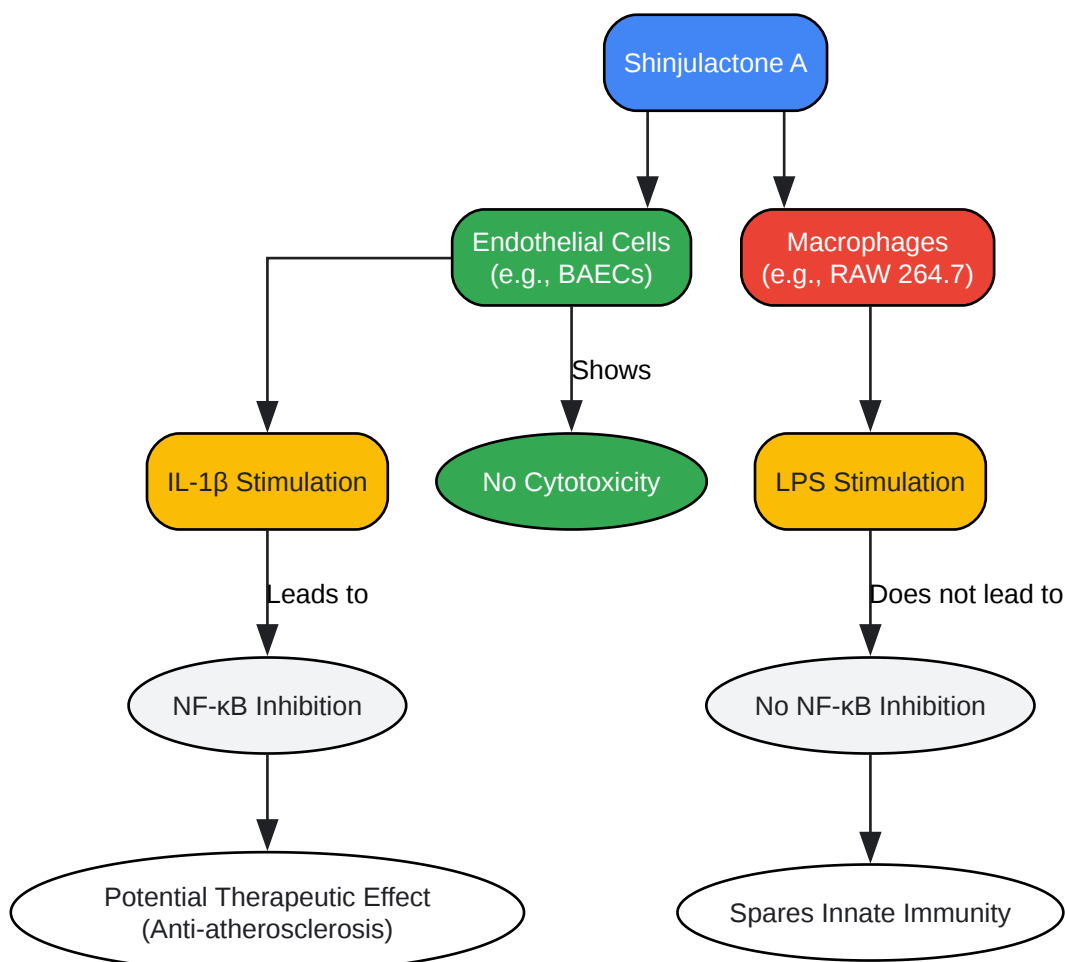 Shinjulactone A
Endothelial Cells
(e.g., BAECs)
Macrophages
(e.g., RAW 264.7)
Shows
IL-1β Stimulation
No Cytotoxicity
LPS Stimulation
Leads to
Does not lead to
NF-κB Inhibition
No NF-κB Inhibition
Potential Therapeutic Effect
(Anti-atherosclerosis)
Spares Innate Immunity